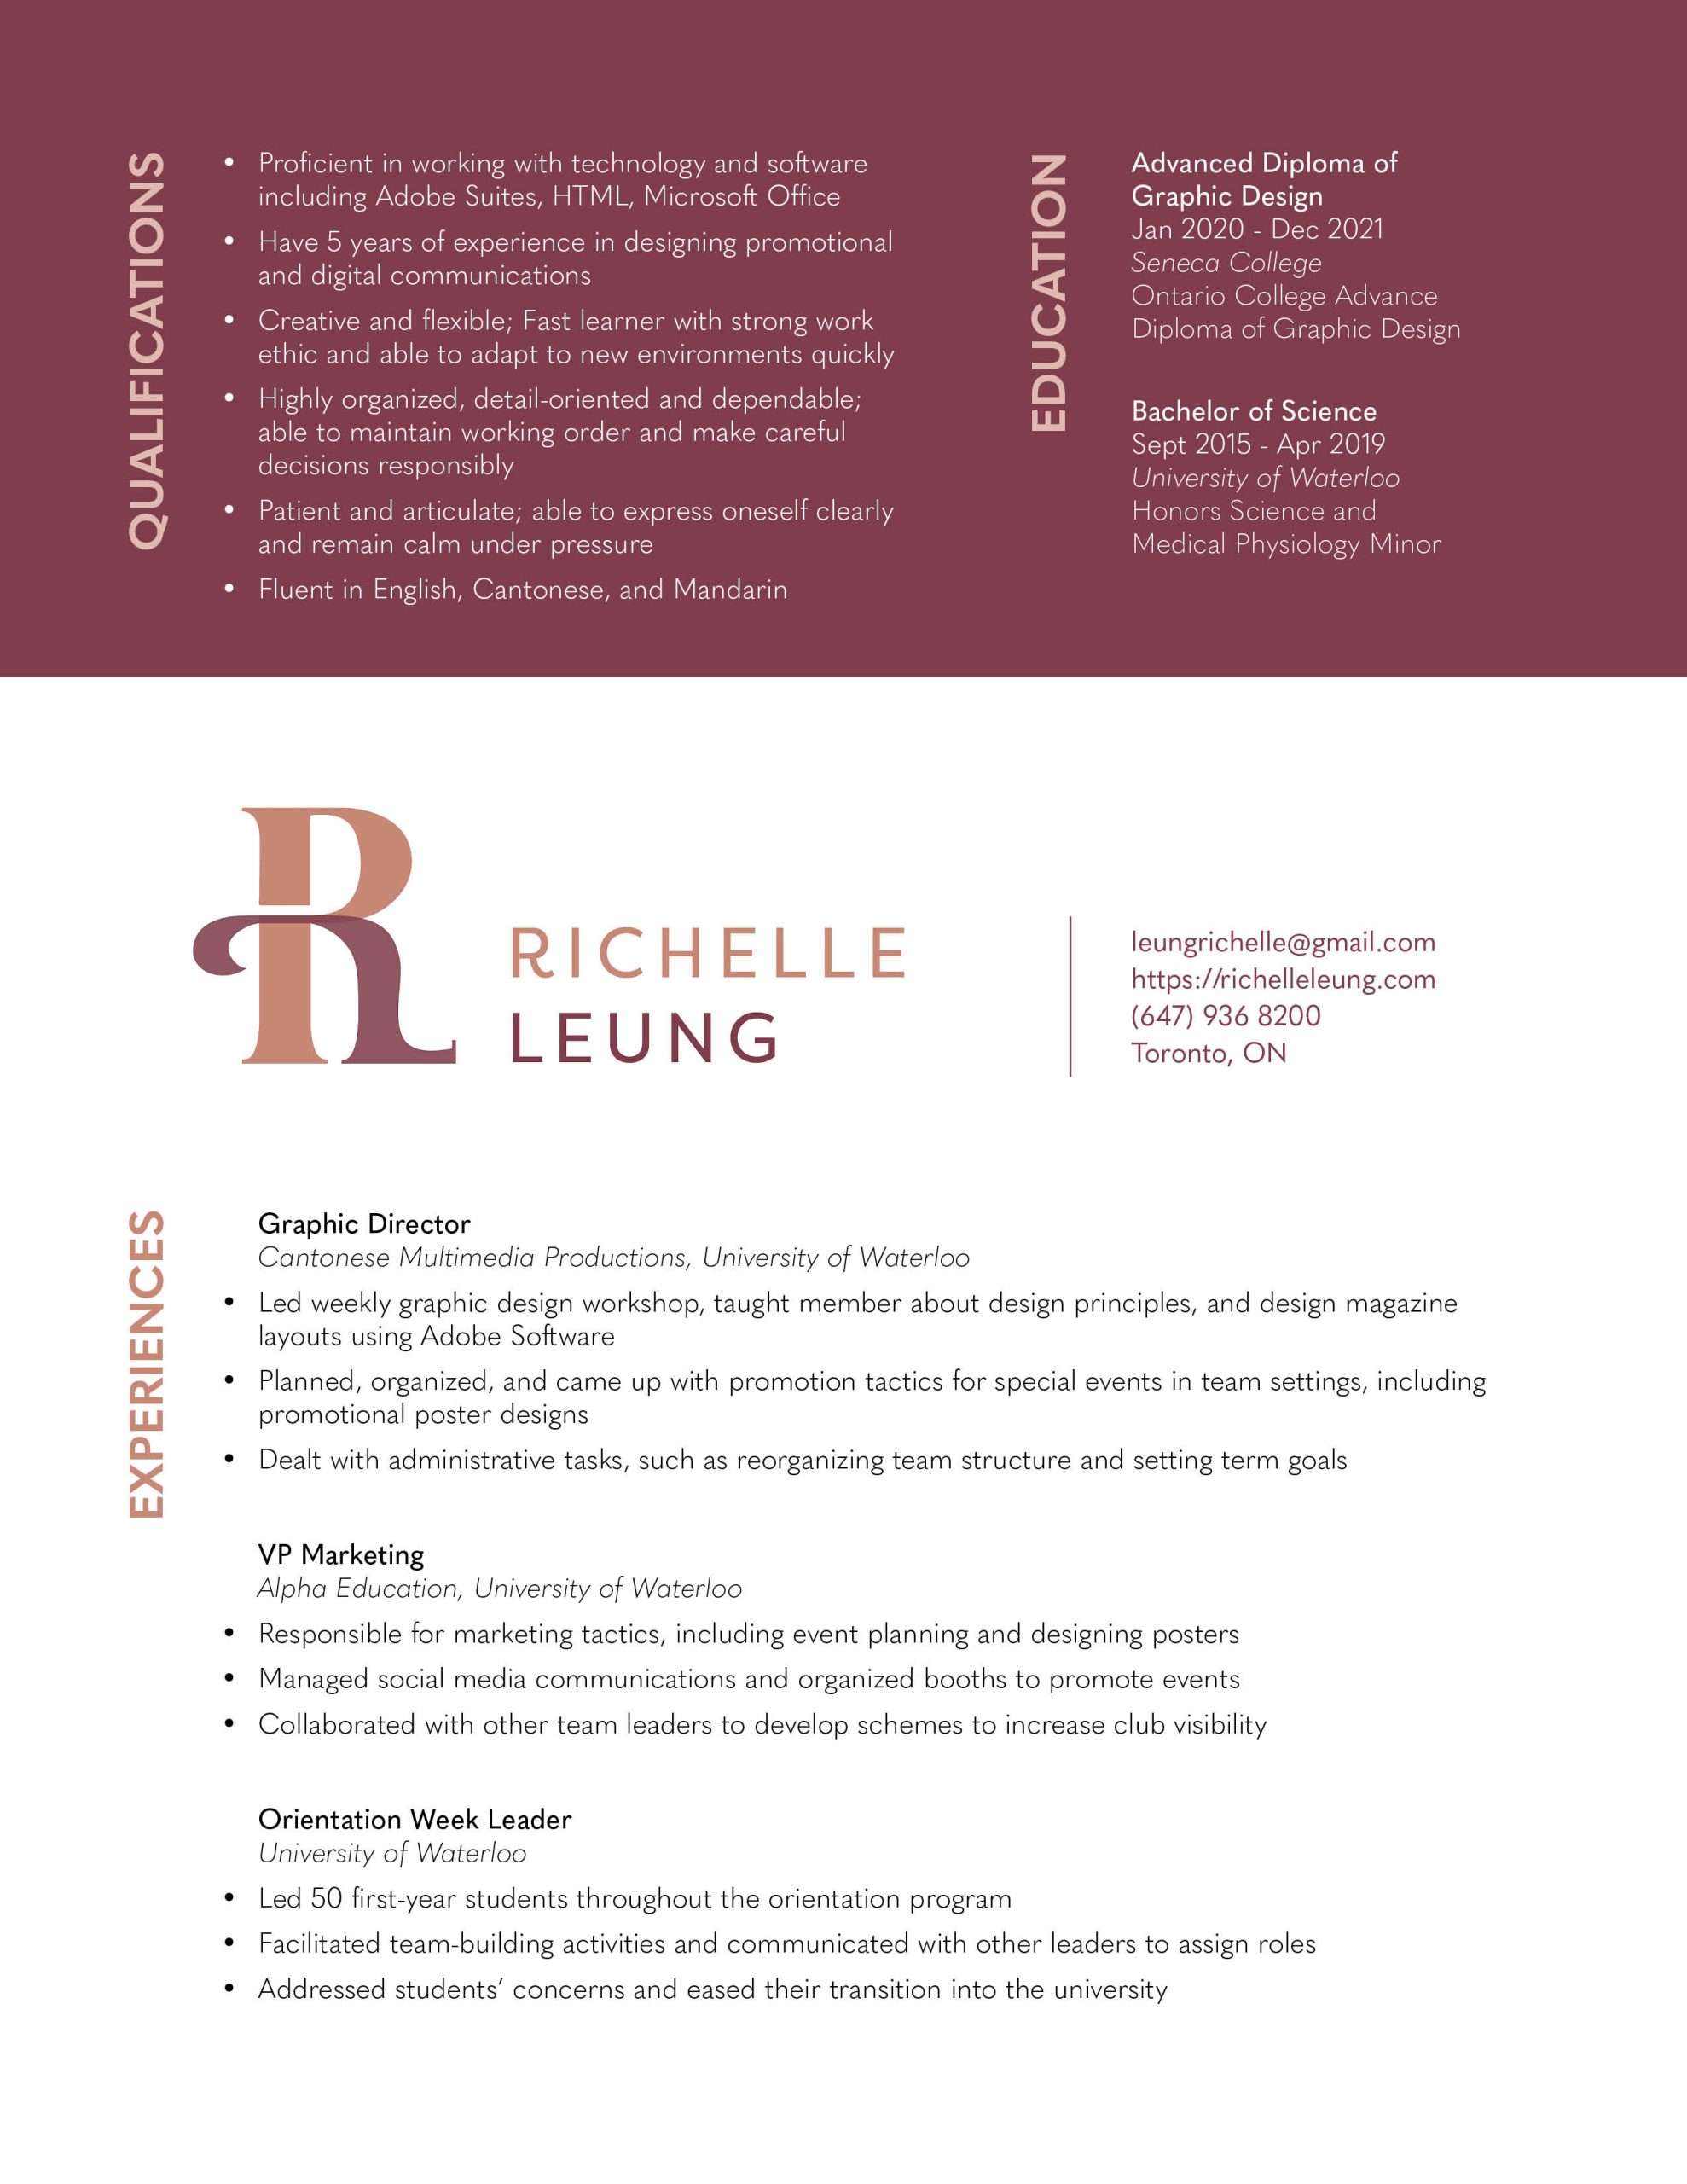 QUALIFICATIONS
• Proficient in working with technology and software
including Adobe Suites, HTML, Microsoft Office
• Have 5 years of experience in designing promotional
and digital communications
• Creative and flexible; Fast learner with strong work
ethic and able to adapt to new environments quickly
• Highly organized, detail-oriented and dependable;
able to maintain working order and make careful
decisions responsibly
• Patient and articulate; able to express oneself clearly
and remain calm under pressure
• Fluent in English, Cantonese, and Mandarin
EDUCATION
Advanced Diploma of
Graphic Design
Jan 2020 - Dec 2021
Seneca College
Ontario College Advance
Diploma of Graphic Design
Bachelor of Science
Sept 2015 - Apr 2019
University of Waterloo
Honors Science and
Medical Physiology Minor
R
RICHELLE
LEUNG
leungrichelle@gmail.com
https://richelleleung.com
(647) 936 8200
Toronto, ON
EXPERIENCES
Graphic Director
Cantonese Multimedia Productions, University of Waterloo
• Led weekly graphic design workshop, taught member about design principles, and design magazine
layouts using Adobe Software
• Planned, organized, and came up with promotion tactics for special events in team settings, including
promotional poster designs
• Dealt with administrative tasks, such as reorganizing team structure and setting term goals
VP Marketing
Alpha Education, University of Waterloo
• Responsible for marketing tactics, including event planning and designing posters
• Managed social media communications and organized booths to promote events
• Collaborated with other team leaders to develop schemes to increase club visibility
Orientation Week Leader
University of Waterloo
• Led 50 first-year students throughout the orientation program
• Facilitated team-building activities and communicated with other leaders to assign roles
• Addressed students’ concerns and eased their transition into the university